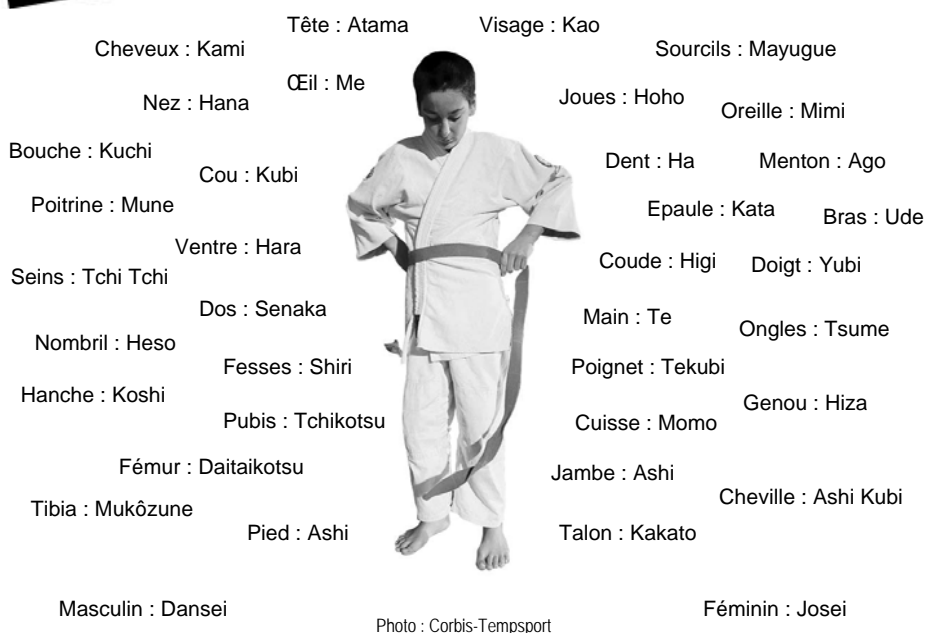 Tête : Atama
Visage : Kao
Cheveux : Kami
Sourcils : Mayugue
Œil : Me
Joues : Hoho
Nez : Hana
Oreille : Mimi
Bouche : Kuchi
Dent : Ha
Menton : Ago
Cou : Kubi
Poitrine : Mune
Epaule : Kata
Bras : Ude
Ventre : Hara
Coude : Higi
Doigt : Yubi
Seins : Tchi Tchi
Dos : Senaka
Main : Te
Ongles : Tsume
Nombril : Heso
Fesses : Shiri
Poignet : Tekubi
Hanche : Koshi
Genou : Hiza
Pubis : Tchikotsu
Cuisse : Momo
Fémur : Daitaikotsu
Jambe : Ashi
Cheville : Ashi Kubi
Tibia : Mukôzune
Pied : Ashi
Talon : Kakato
Masculin : Dansei
Féminin : Josei
Photo : Corbis-Tempsport